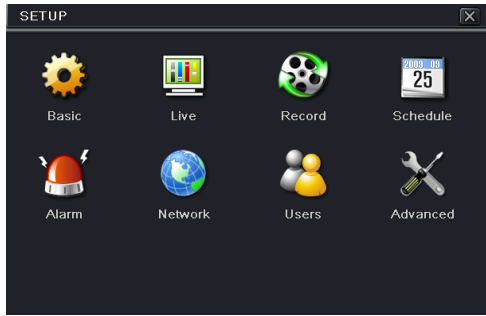 SETUP
2009 09
25
Basic Live Record Schedule
Alarm Network Users Advanced